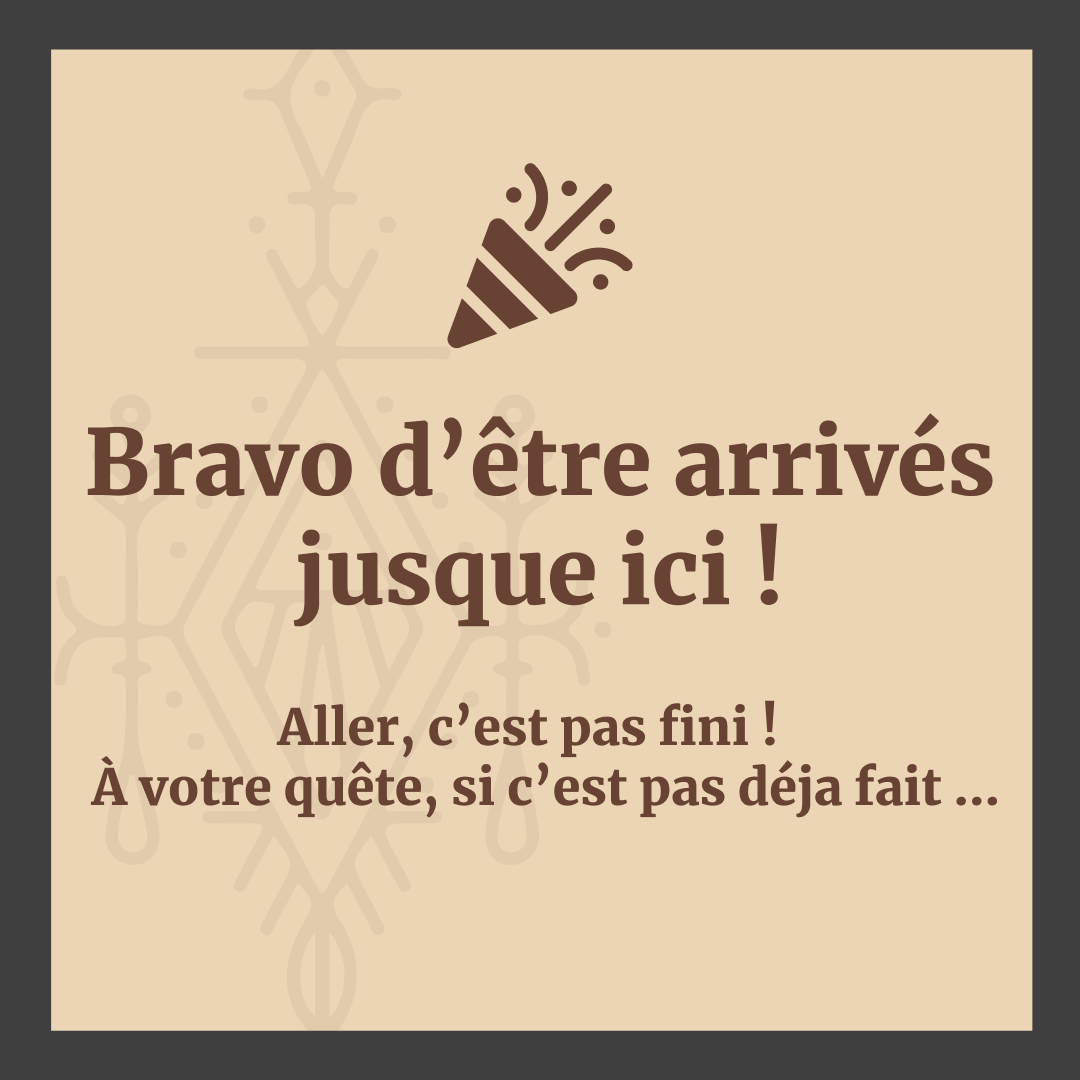 Bravo d’être arrivés
jusque ici !
Aller, c’est pas fini !
À votre quête, si c’est pas déja fait ...